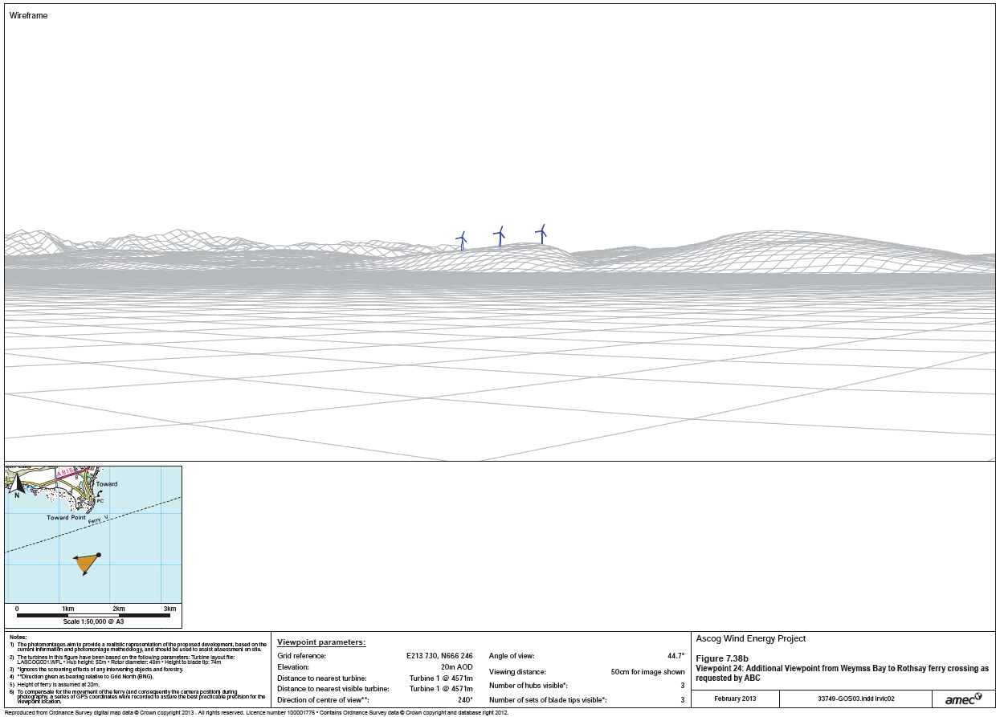 Wireframe
Toward
PC
Toward Point
Ferry V
N
0 1km 2km 3km
Scale 1:50,000 @ A3
Notes:
1) The photomontages aim to provide a realistic representation of the proposed development, based on the
current information and photomontage methodology, and should be used to assist assessment on site.
2) The turbines in this figure have been based on the following parameters: Turbine layout file:
LASCOG001.WFL • Hub height: 50m • Rotor diameter: 48m • Height to blade tip: 74m
3) *Ignores the screening effects of any intervening objects and forestry.
4) **Direction given as bearing relative to Grid North (BNG).
5) Height of ferry is assumed at 20m.
6) To compensate for the movement of the ferry (and consequently the camera position) during
photography, a series of GPS coordinates were recorded to assure the best practicable precision for the
viewpoint location.
Viewpoint parameters:
Grid reference: E213 730, N666 246
Elevation: 20m AOD
Distance to nearest turbine: Turbine 1 @ 4571m
Distance to nearest visible turbine: Turbine 1 @ 4571m
Direction of centre of view**: 240°
Angle of view: 44.7°
Viewing distance: 50cm for image shown
Number of hubs visible*: 3
Number of sets of blade tips visible*: 3
Ascog Wind Energy Project
Figure 7.38b
Viewpoint 24: Additional Viewpoint from Weymss Bay to Rothsay ferry crossing as
requested by ABC
February 2013 33749-GOS03.indd lrvlc02 amec
Reproduced from Ordnance Survey digital map data © Crown copyright 2013 . All rights reserved. Licence number 100001776 • Contains Ordnance Survey data © Crown copyright and database right 2012.